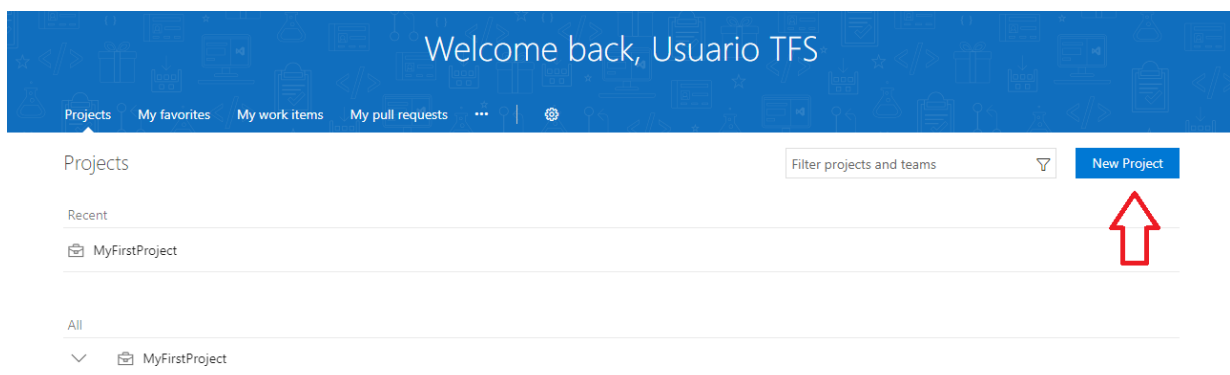 Welcome back, Usuario TFS
Projects My favorites My work items My pull requests ...
Projects
Filter projects and teams
New Project
Recent
MyFirstProject
All
MyFirstProject